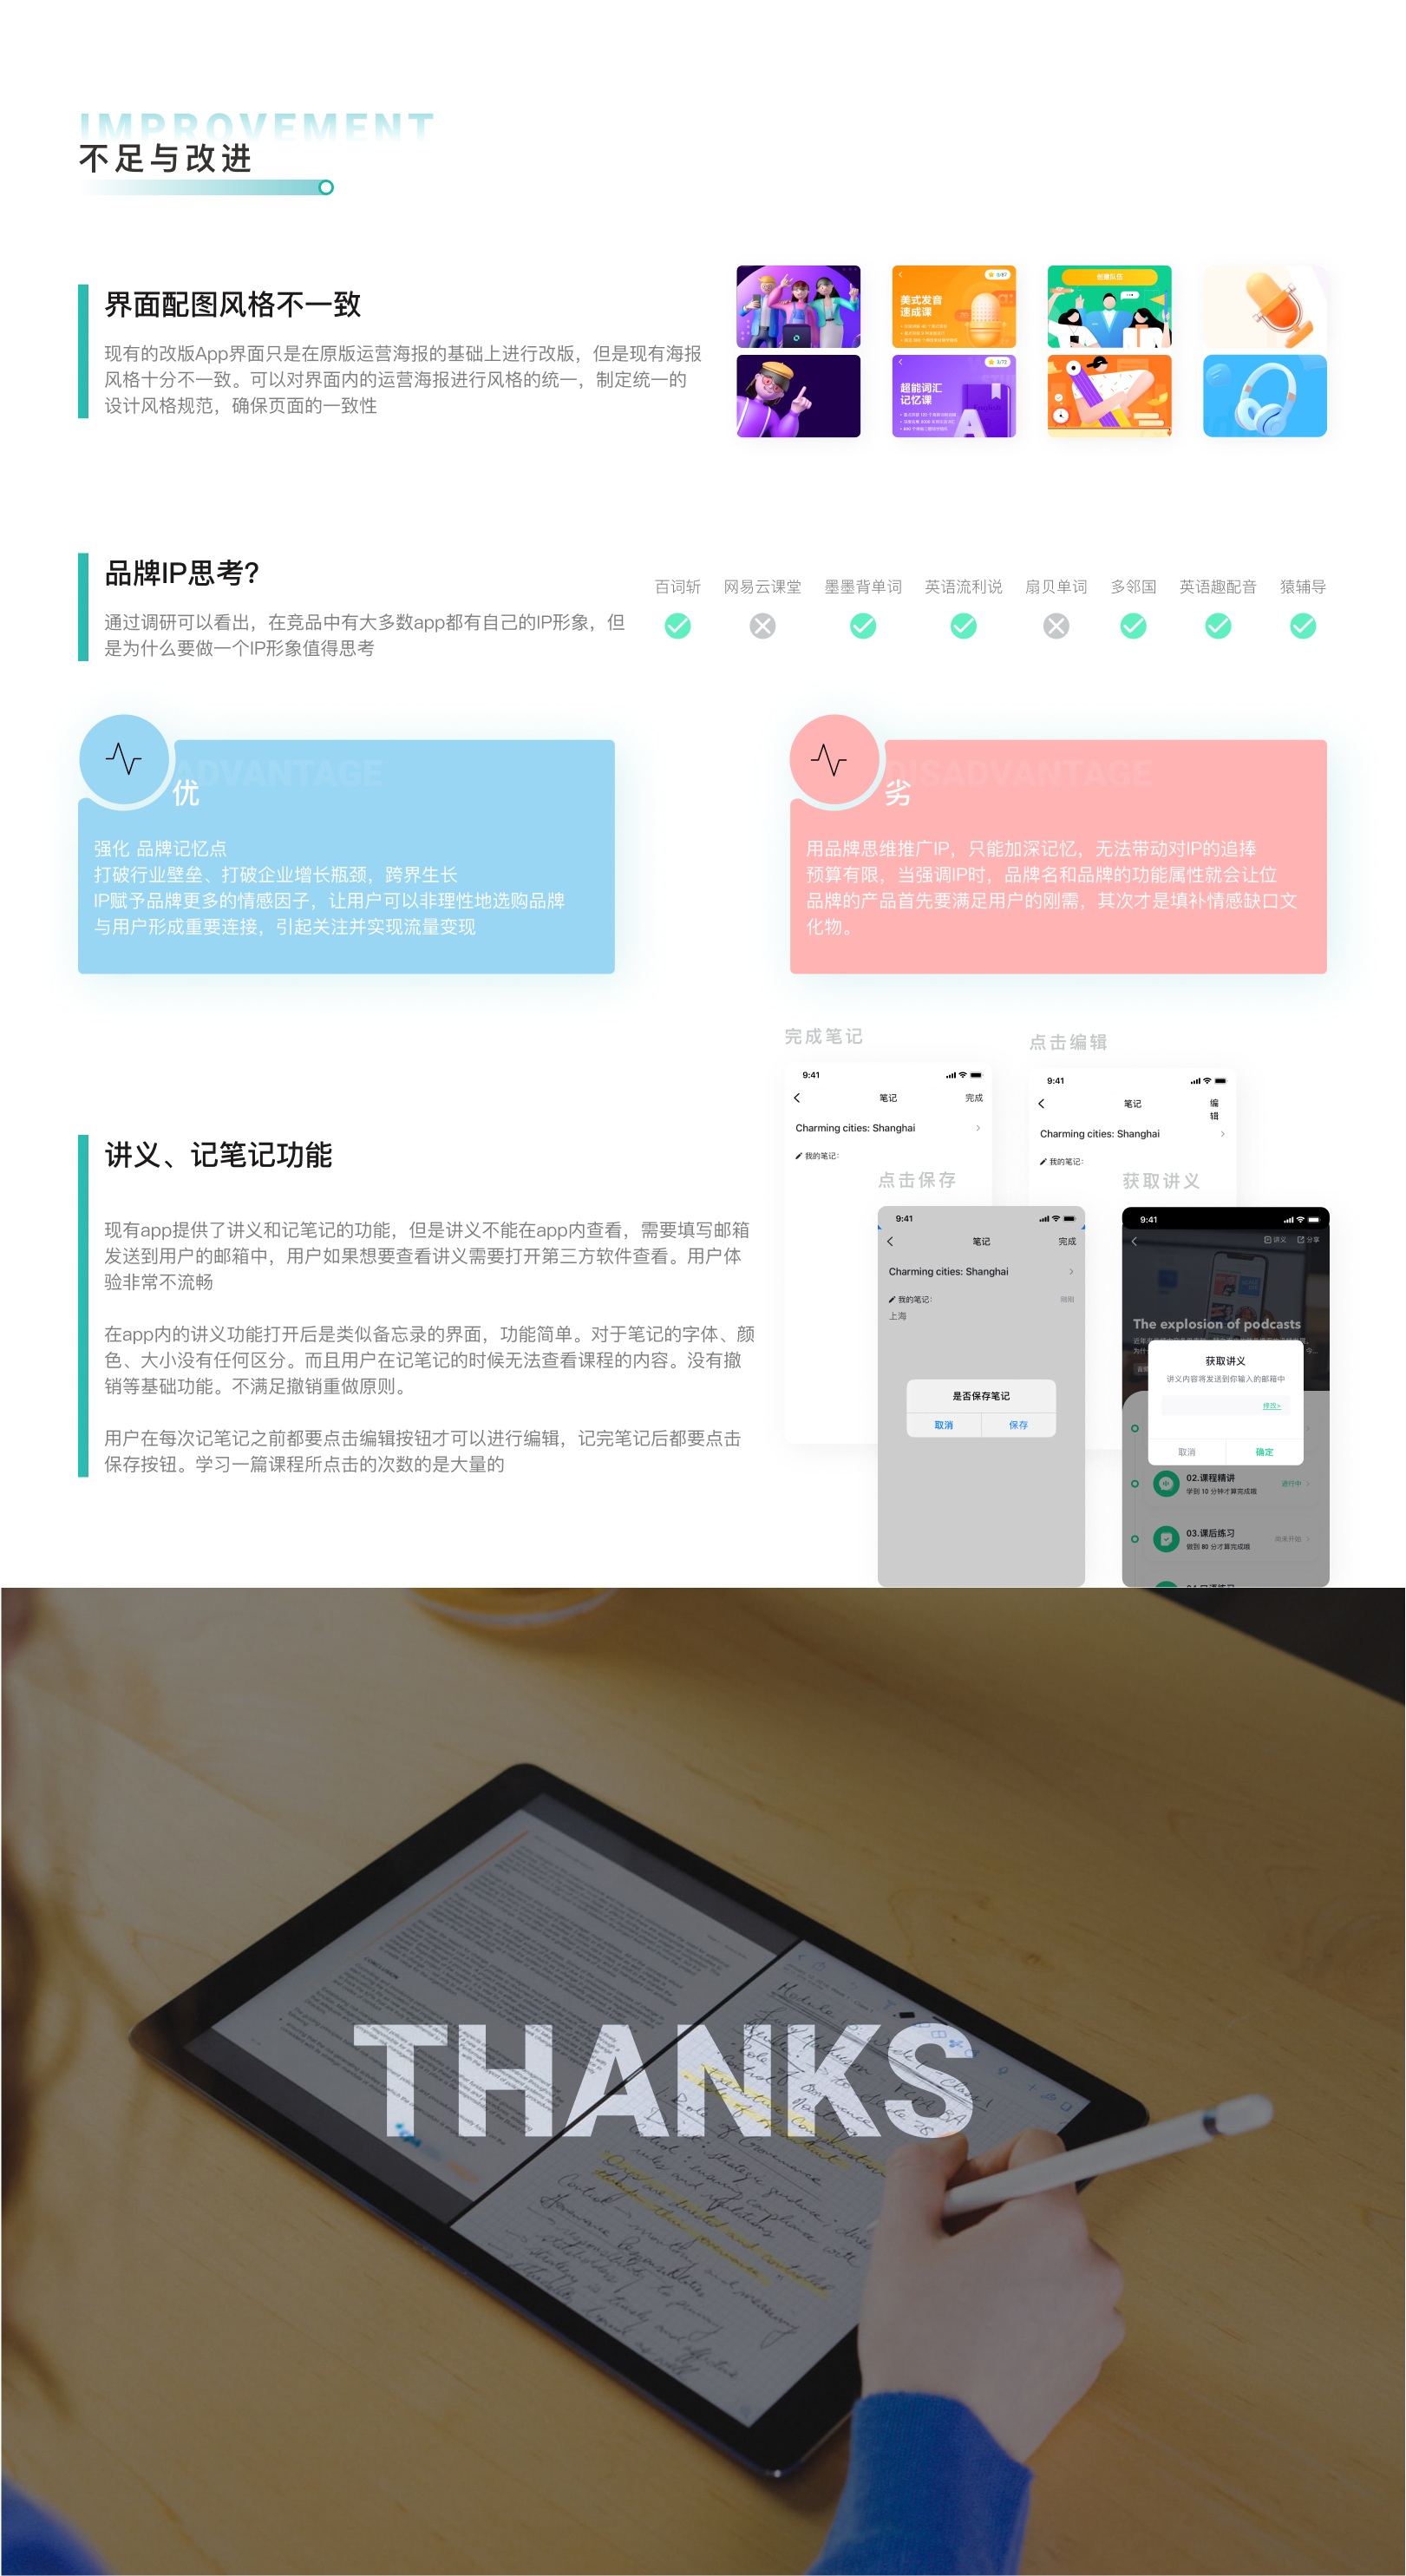 IMPROVEMENT
不足与改进
界面配图风格不一致
现有的改版App界面只是在原版运营海报的基础上进行改版，但是现有海报
风格十分不一致。可以对界面内的运营海报进行风格的统一，制定统一的
设计风格规范，确保页面的一致性
美式发音
速成课
创建队伍
超能词汇
记忆课
品牌IP思考?
通过调研可以看出，在竞品中有大多数app都有自己的IP形象，但
是为什么要做一个IP形象值得思考
百词斩 网易云课堂 墨墨背单词 英语流利说 扇贝单词 多邻国 英语趣配音 猿辅导
ADVANTAGE
优
强化 品牌记忆点
打破行业壁垒、打破企业增长瓶颈，跨界生长
IP赋予品牌更多的情感因子，让用户可以非理性地选购品牌
与用户形成重要连接，引起关注并实现流量变现
DISADVANTAGE
劣
用品牌思维推广IP，只能加深记忆，无法带动对IP的追捧
预算有限，当强调IP时，品牌名和品牌的功能属性就会让位
品牌的产品首先要满足用户的刚需，其次才是填补情感缺口文
化物。
讲义、记笔记功能
现有app提供了讲义和记笔记的功能，但是讲义不能在app内查看，需要填写邮箱
发送到用户的邮箱中，用户如果想要查看讲义需要打开第三方软件查看。用户体
验非常不流畅
在app内的讲义功能打开后是类似备忘录的界面，功能简单。对于笔记的字体、颜
色、大小没有任何区分。而且用户在记笔记的时候无法查看课程的内容。没有撤
销等基础功能。不满足撤销重做原则。
用户在每次记笔记之前都要点击编辑按钮才可以进行编辑，记完笔记后都要点击
保存按钮。学习一篇课程所点击的次数的是大量的
完成笔记
9:41
笔记 完成
Charming cities: Shanghai
我的笔记：
点击编辑
9:41
笔记 编
辑
Charming cities: Shanghai
我的笔记：
点击保存
9:41
笔记 完成
Charming cities: Shanghai
我的笔记： 刚刚
上海
是否保存笔记
取消 保存
获取讲义
9:41
讲义 分享
The explosion of podcasts
获取讲义
讲义内容将发送到你输入的邮箱中
修改>
取消 确定
02.课程精讲
学到 10 分钟才算完成哦
进行中
03.课后练习
做到 80 分才算完成哦
尚未开始
THANKS